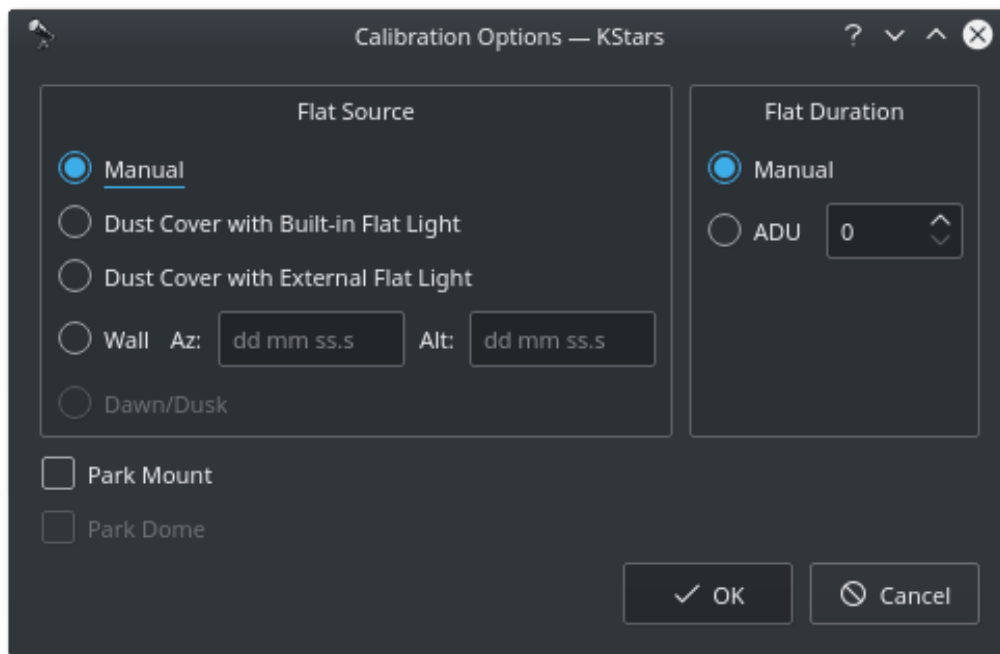 Calibration Options — KStars
Flat Source
Manual
Dust Cover with Built-in Flat Light
Dust Cover with External Flat Light
Wall Az: dd mm ss.s Alt: dd mm ss.s
Dawn/Dusk
Flat Duration
Manual
ADU 0
Park Mount
Park Dome
OK Cancel